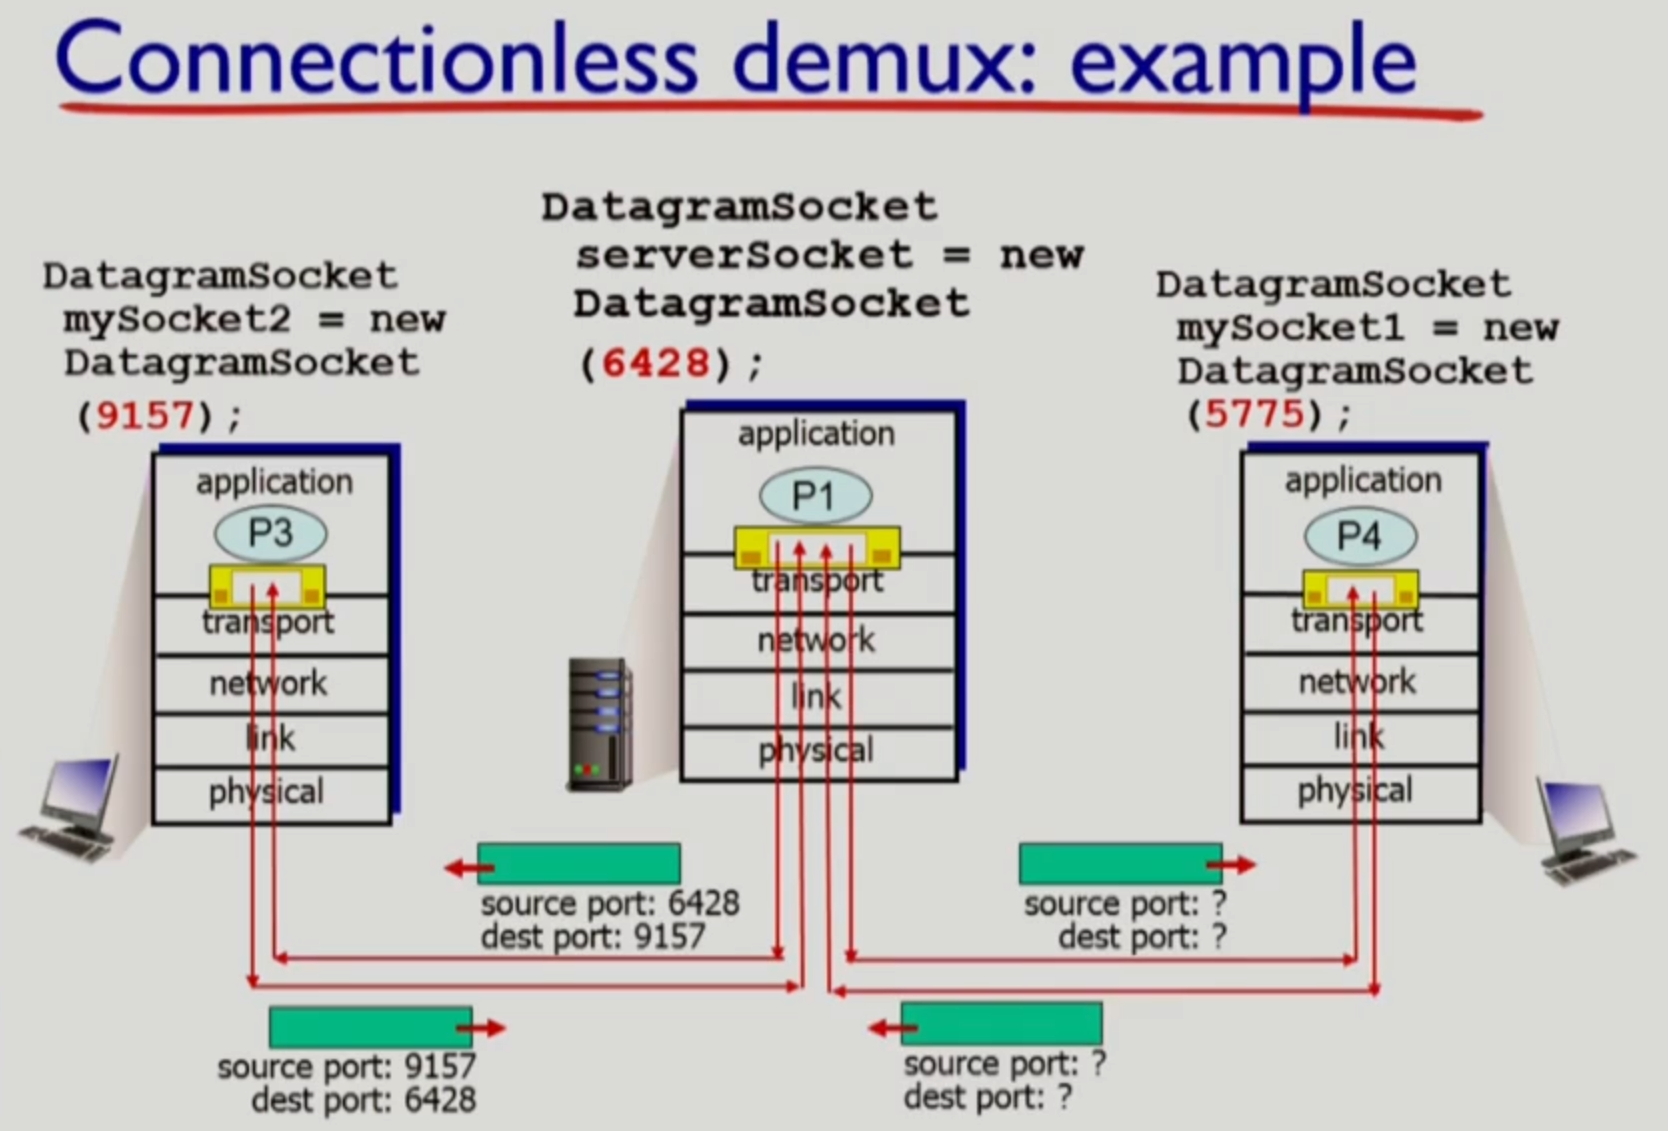 Connectionless demux: example
DatagramSocket
mySocket2 = new
DatagramSocket
(9157);
DatagramSocket
serverSocket = new
DatagramSocket
(6428);
DatagramSocket
mySocket1 = new
DatagramSocket
(5775);
application
P3
transport
network
link
physical
application
P1
transport
network
link
physical
application
P4
transport
network
link
physical
source port: 6428
dest port: 9157
source port: ?
dest port: ?
source port: 9157
dest port: 6428
source port: ?
dest port: ?